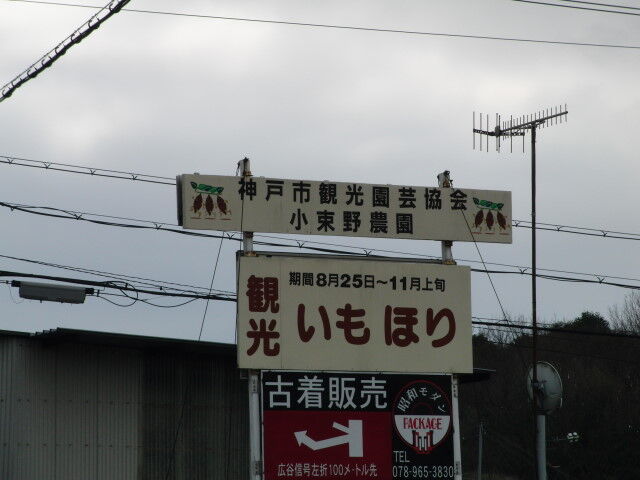 神戸市観光園芸協会
小束野農園
期間8月25日～11月上旬
観光
いもほり
古着販売
昭和モダン
PACKAGE
TEL
078-965-3830
広谷信号左折100メートル先